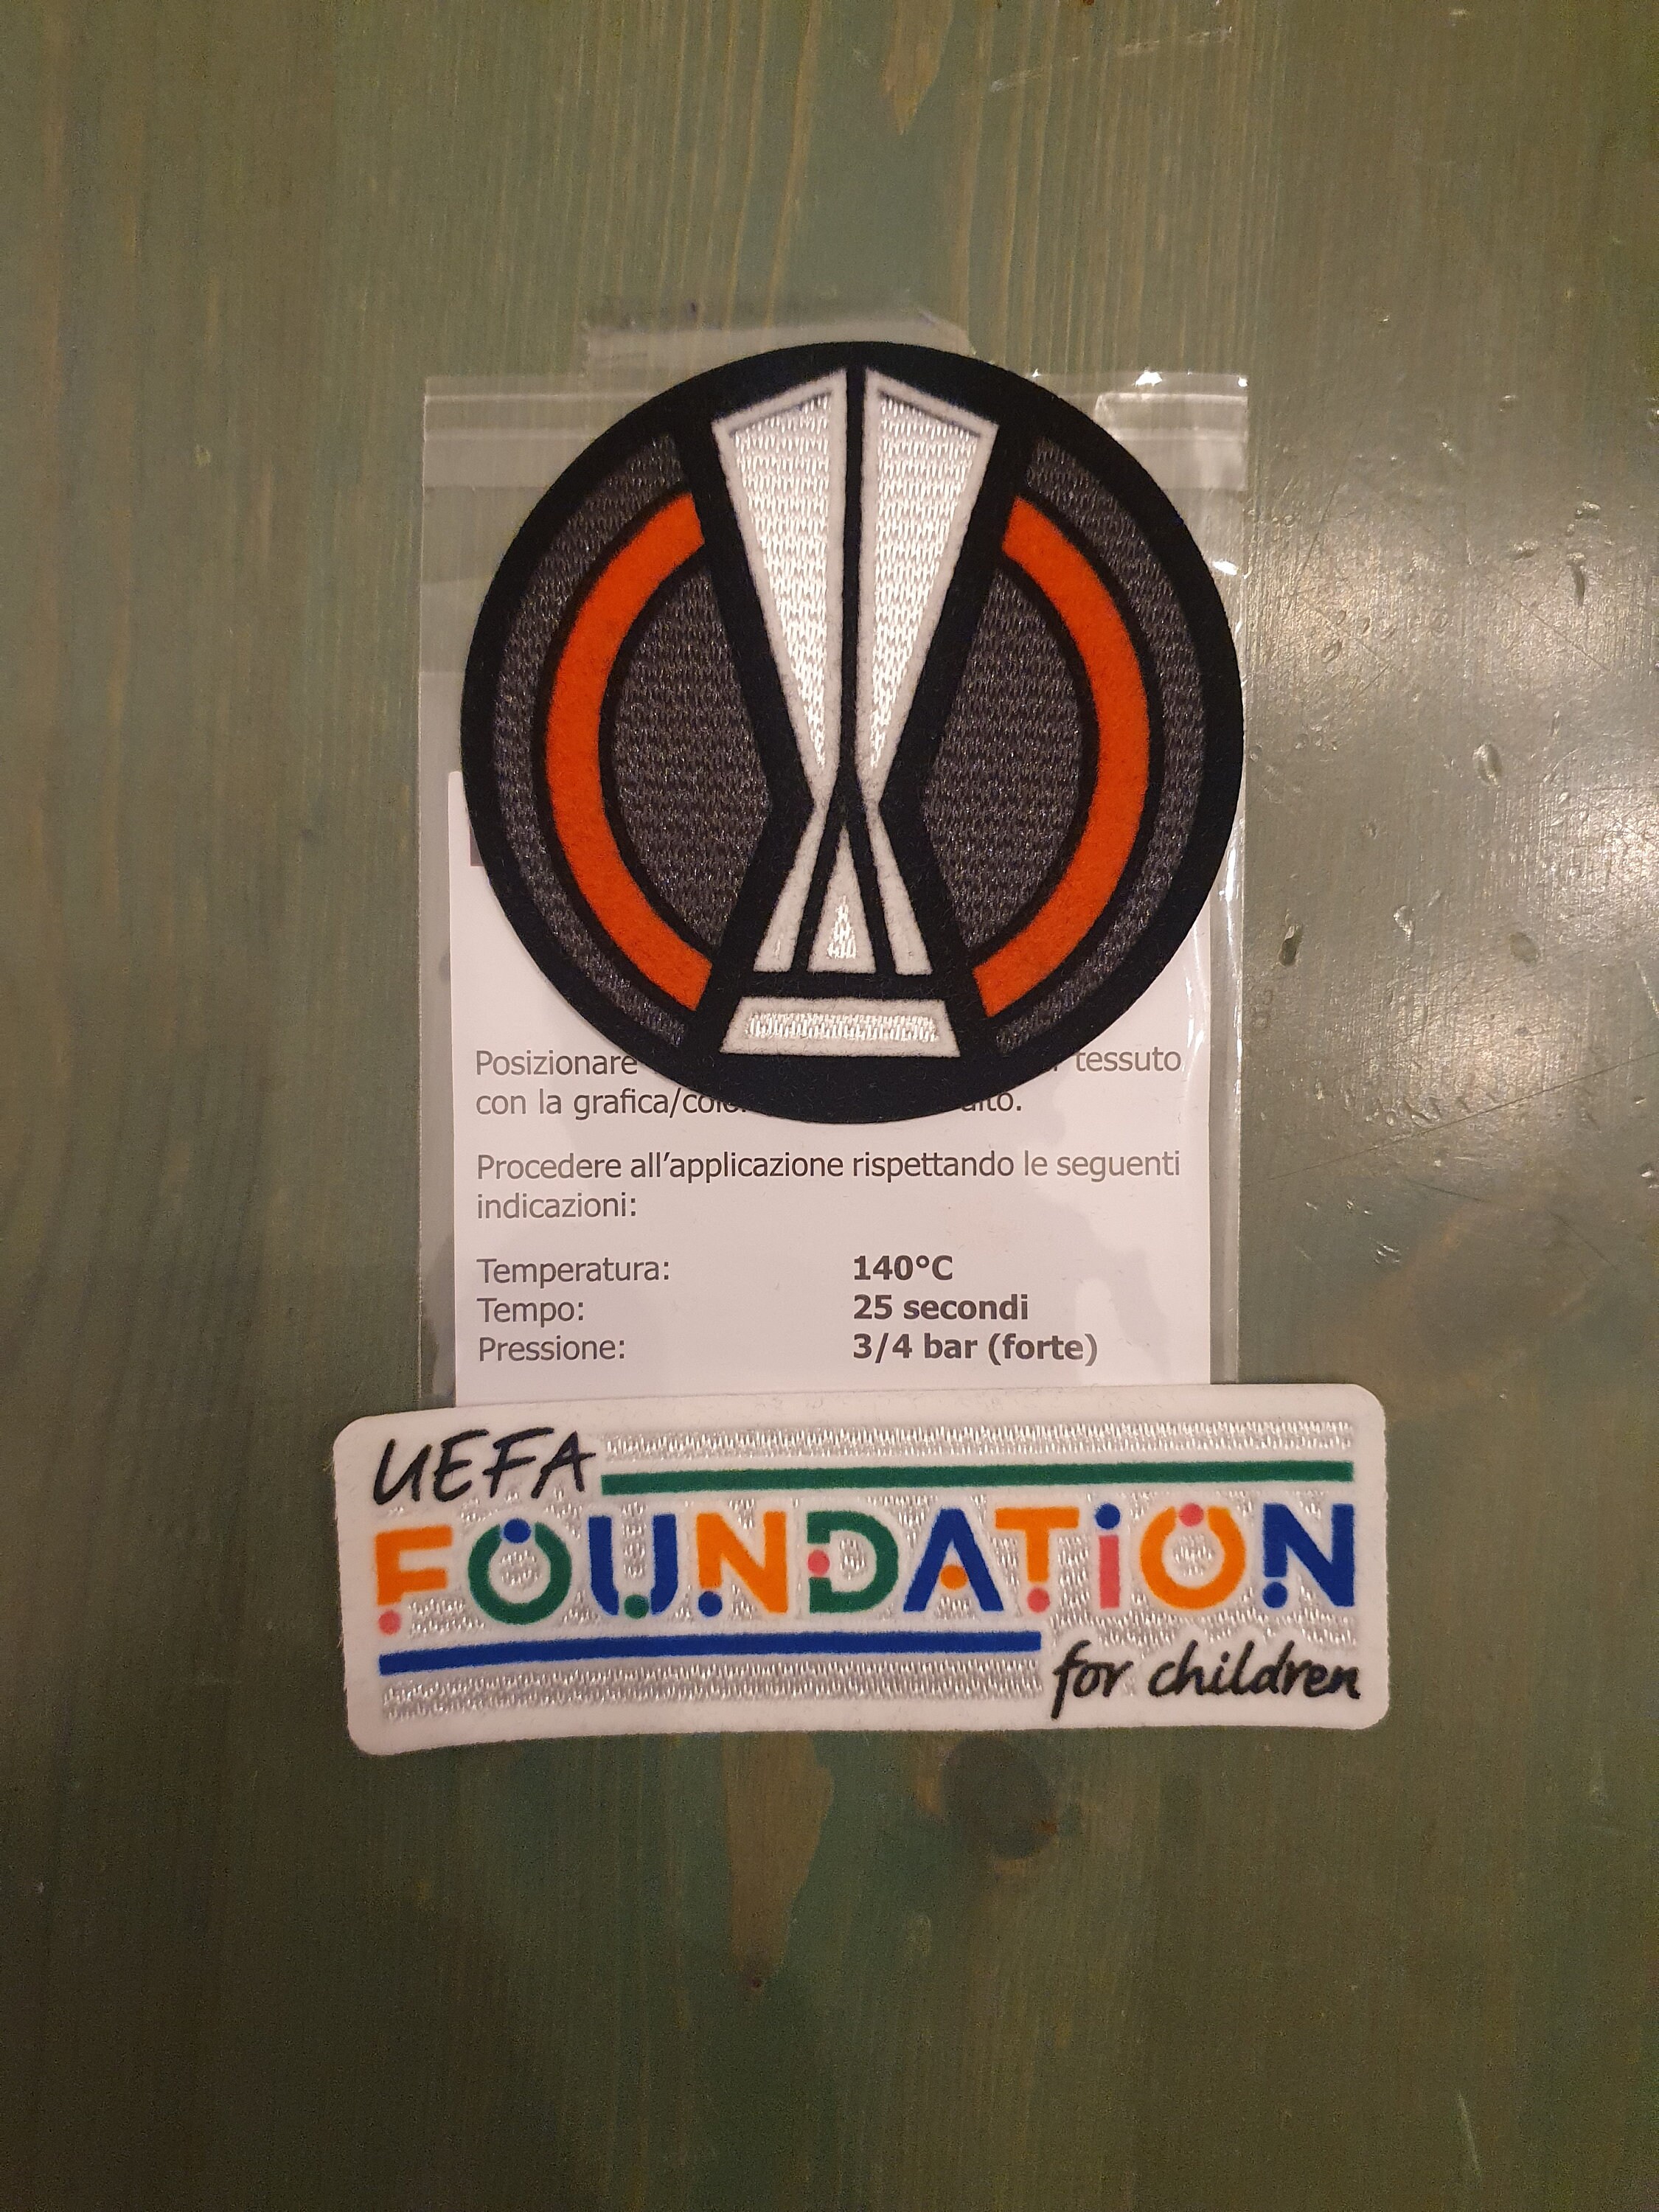 Posizionare tessuto
con la grafica/
Procedere all’applicazione rispettando le seguenti
indicazioni:
Temperatura: 140°C
Tempo: 25 secondi
Pressione: 3/4 bar (forte)
UEFA
FOUNDATiON
for children